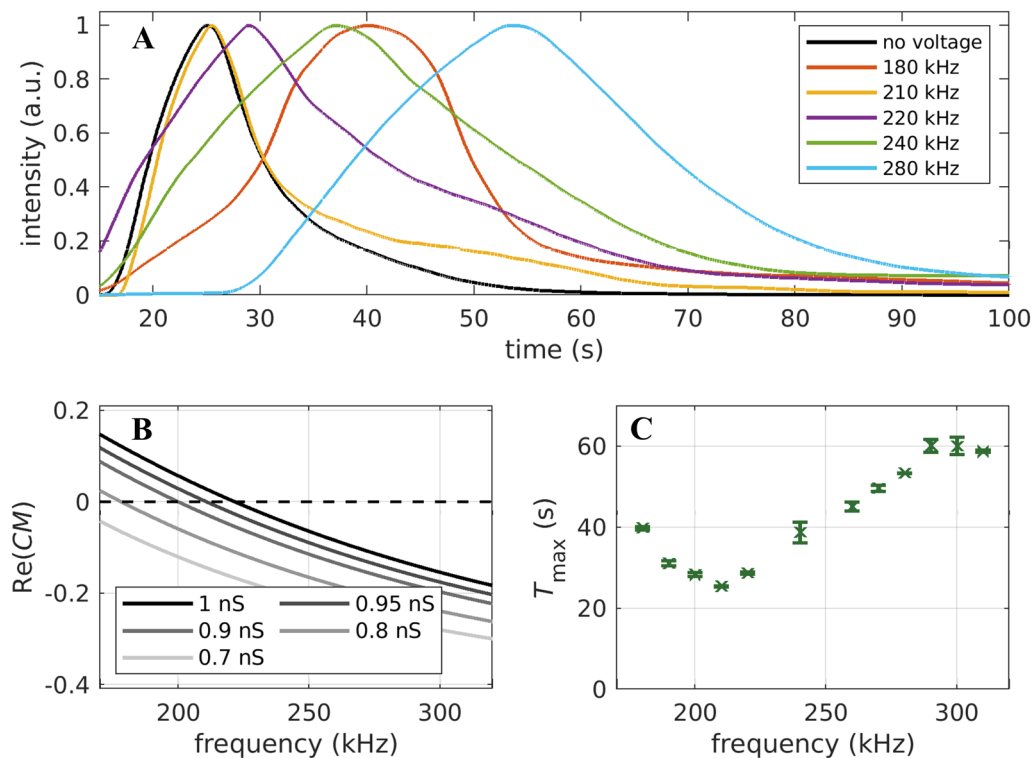 A
intensity (a.u.)
1
0.8
0.6
0.4
0.2
0
20 30 40 50 60 70 80 90 100
time (s)
no voltage
180 kHz
210 kHz
220 kHz
240 kHz
280 kHz
B
Re(CM)
0.2
0
-0.2
-0.4
1 nS 0.95 nS
0.9 nS 0.8 nS
0.7 nS
200 250 300
frequency (kHz)
C
T_max (s)
60
40
20
0
200 250 300
frequency (kHz)